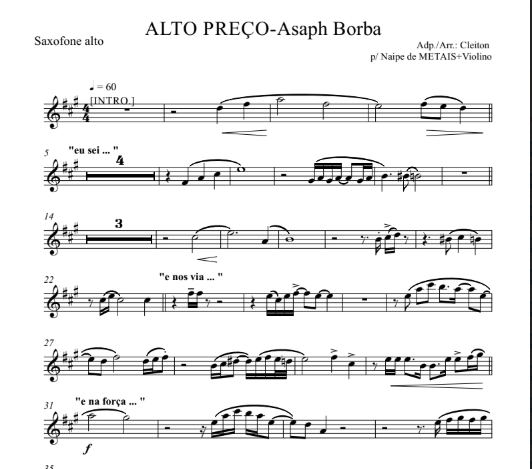 ALTO PREÇO-Asaph Borba
Saxofone alto
Adp./Arr.: Cleiton
p/ Naipe de METAIS+Violino
♩ = 60
[INTRO.]
5
"eu sei ... "
4
14
3
22
"e nos via ... "
27
31
"e na força ... "
f
35